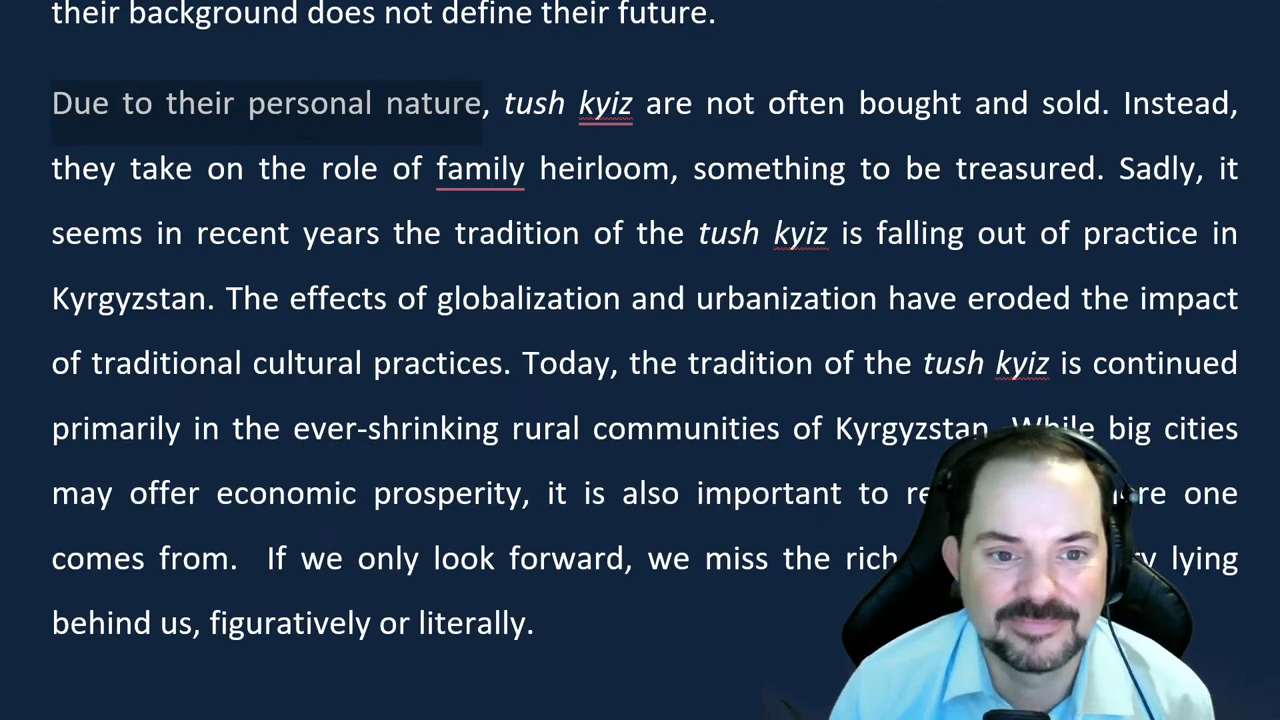 their background does not define their future.
Due to their personal nature, tush kyiz are not often bought and sold. Instead,
they take on the role of family heirloom, something to be treasured. Sadly, it
seems in recent years the tradition of the tush kyiz is falling out of practice in
Kyrgyzstan. The effects of globalization and urbanization have eroded the impact
of traditional cultural practices. Today, the tradition of the tush kyiz is continued
primarily in the ever-shrinking rural communities of Kyrgyzstan. While big cities
may offer economic prosperity, it is also important to one
comes from. If we only look forward, we miss the rich lying
behind us, figuratively or literally.